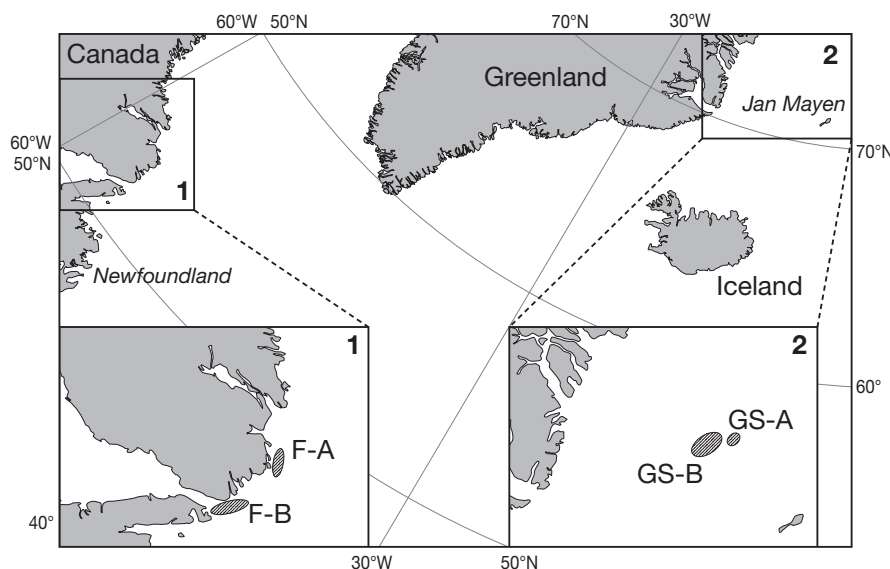 60°W 50°N 70°N 30°W
Canada
Greenland
2
Jan Mayen
60°W
50°N
70°N
1
Newfoundland
Iceland
1
2
60°
F-A
GS-A
GS-B
F-B
40°
30°W
50°N